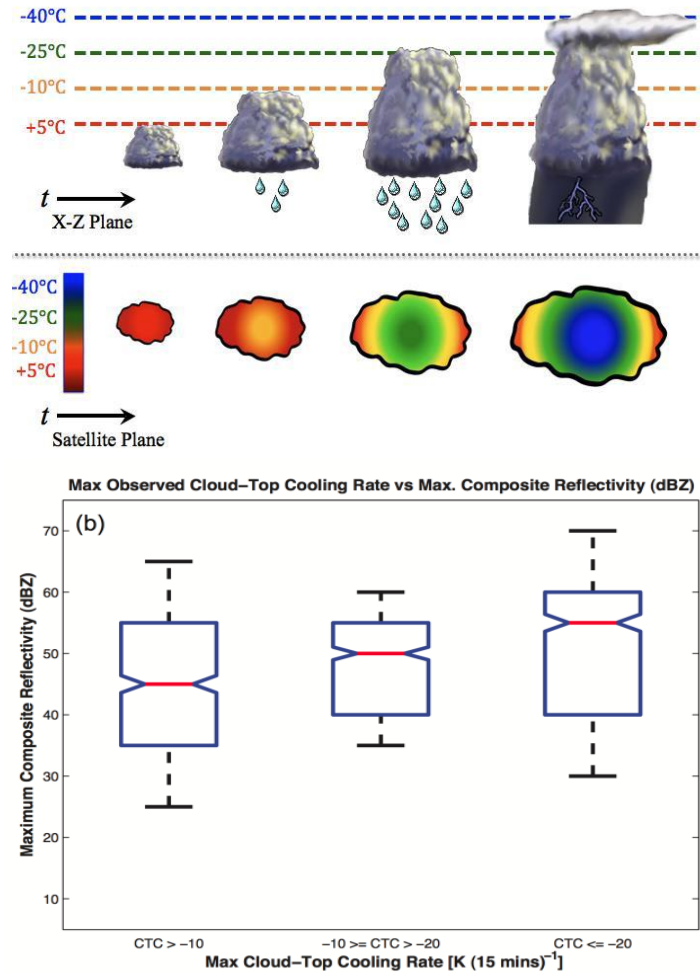 -40°C
-25°C
-10°C
+5°C
t
X-Z Plane
-40°C
-25°C
-10°C
+5°C
t
Satellite Plane
Max Observed Cloud−Top Cooling Rate vs Max. Composite Reflectivity (dBZ)
(b)
Maximum Composite Reflectivity (dBZ)
70
60
50
40
30
20
10
CTC > −10
−10 >= CTC > −20
CTC <= −20
Max Cloud−Top Cooling Rate [K (15 mins)⁻¹]